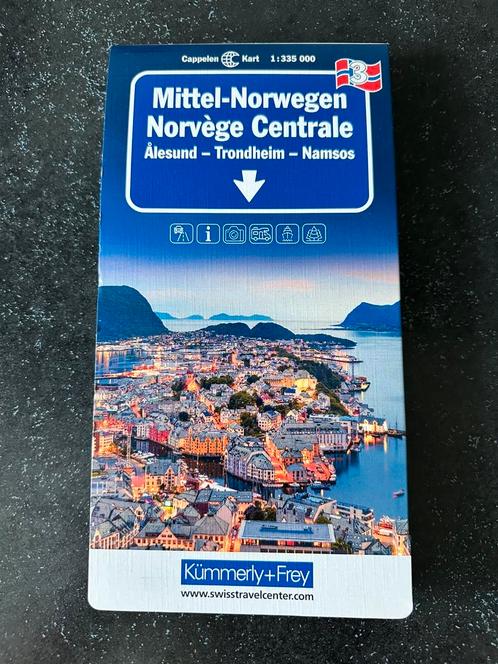 Cappelen Kart 1:335 000
3
Mittel-Norwegen
Norvège Centrale
Ålesund – Trondheim – Namsos
i
Kümmerly+Frey
www.swisstravelcenter.com